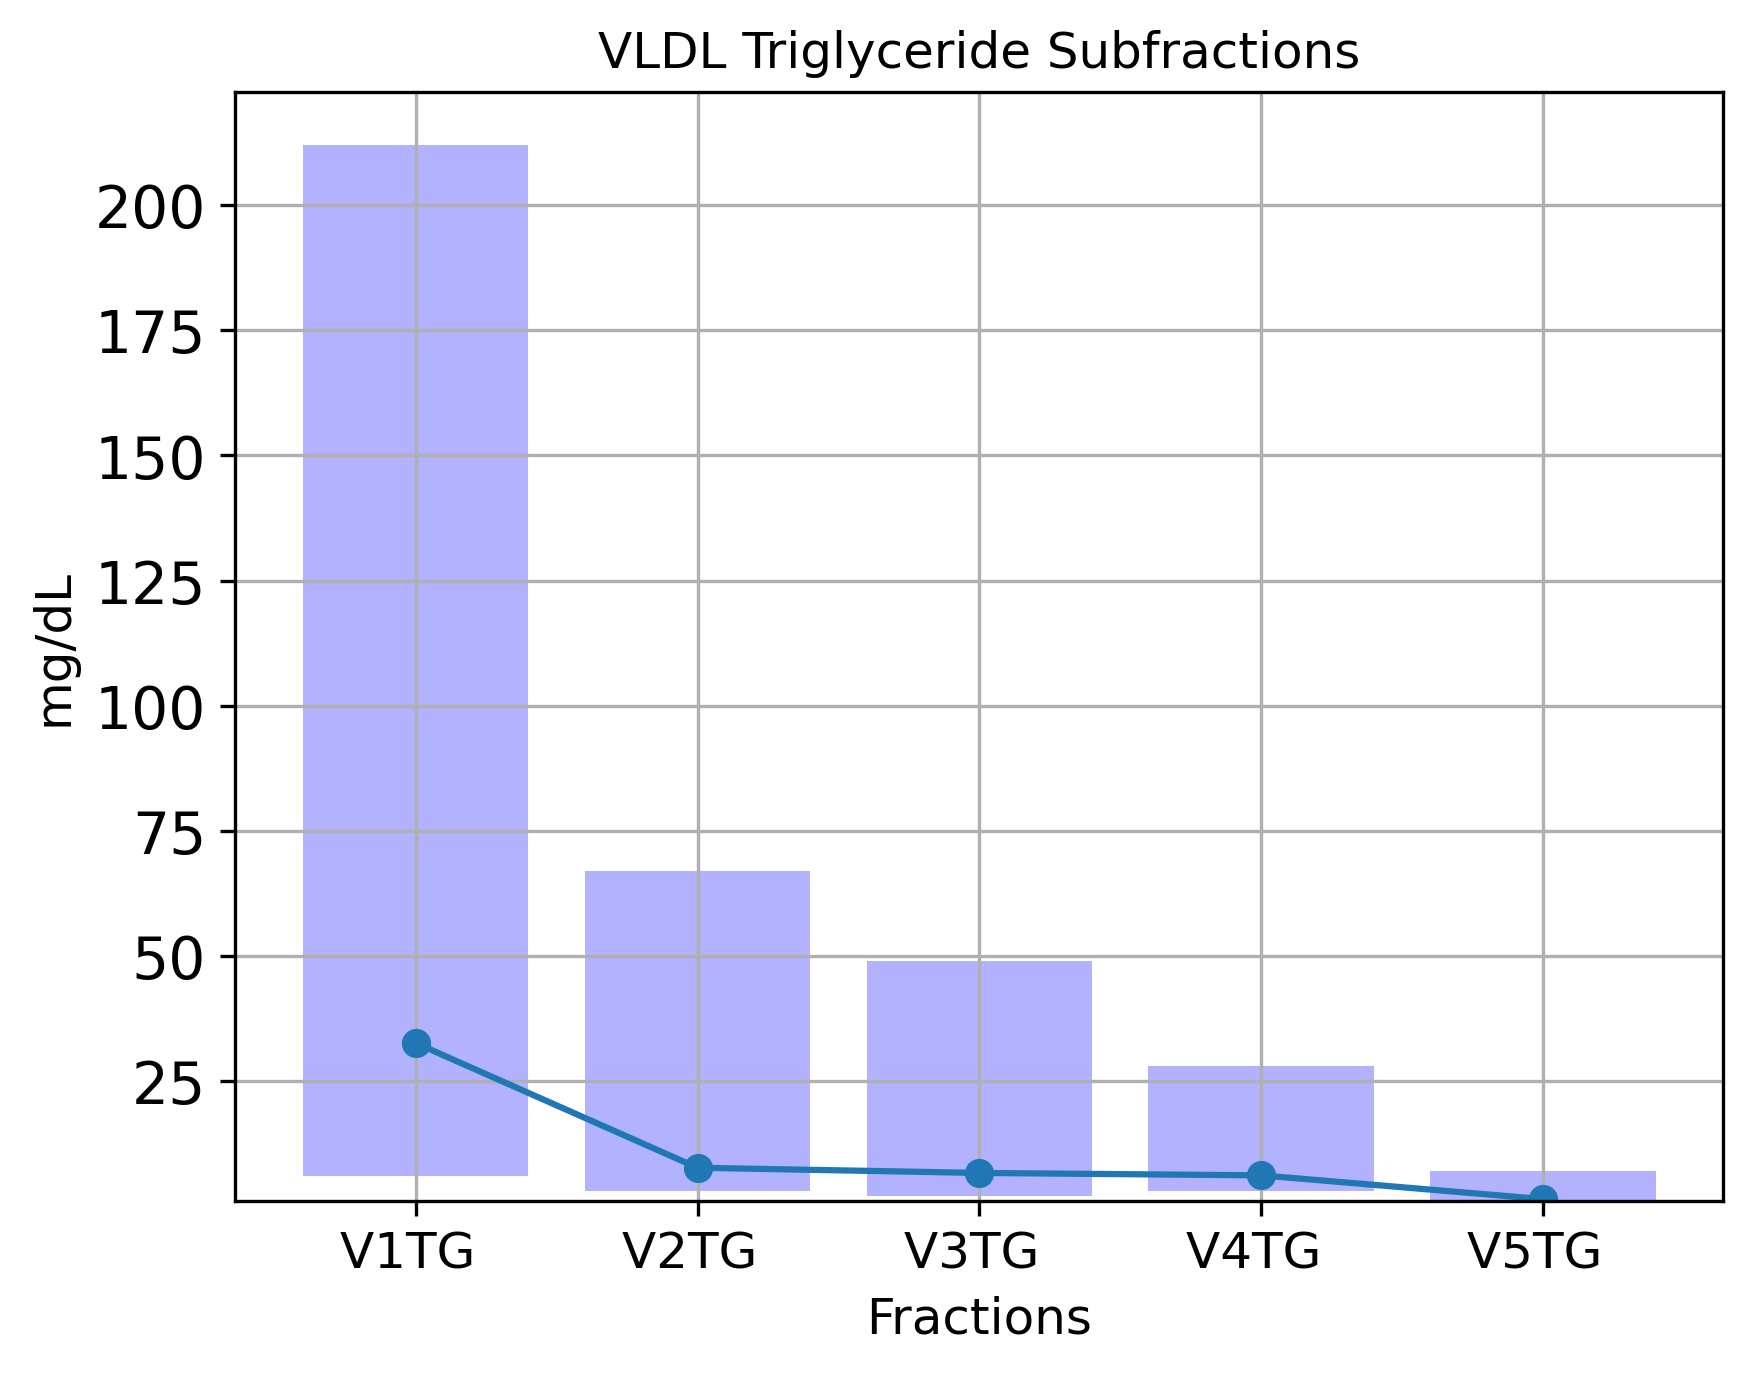 VLDL Triglyceride Subfractions
200
175
150
125
100
75
50
25
mg/dL
V1TG V2TG V3TG V4TG V5TG
Fractions